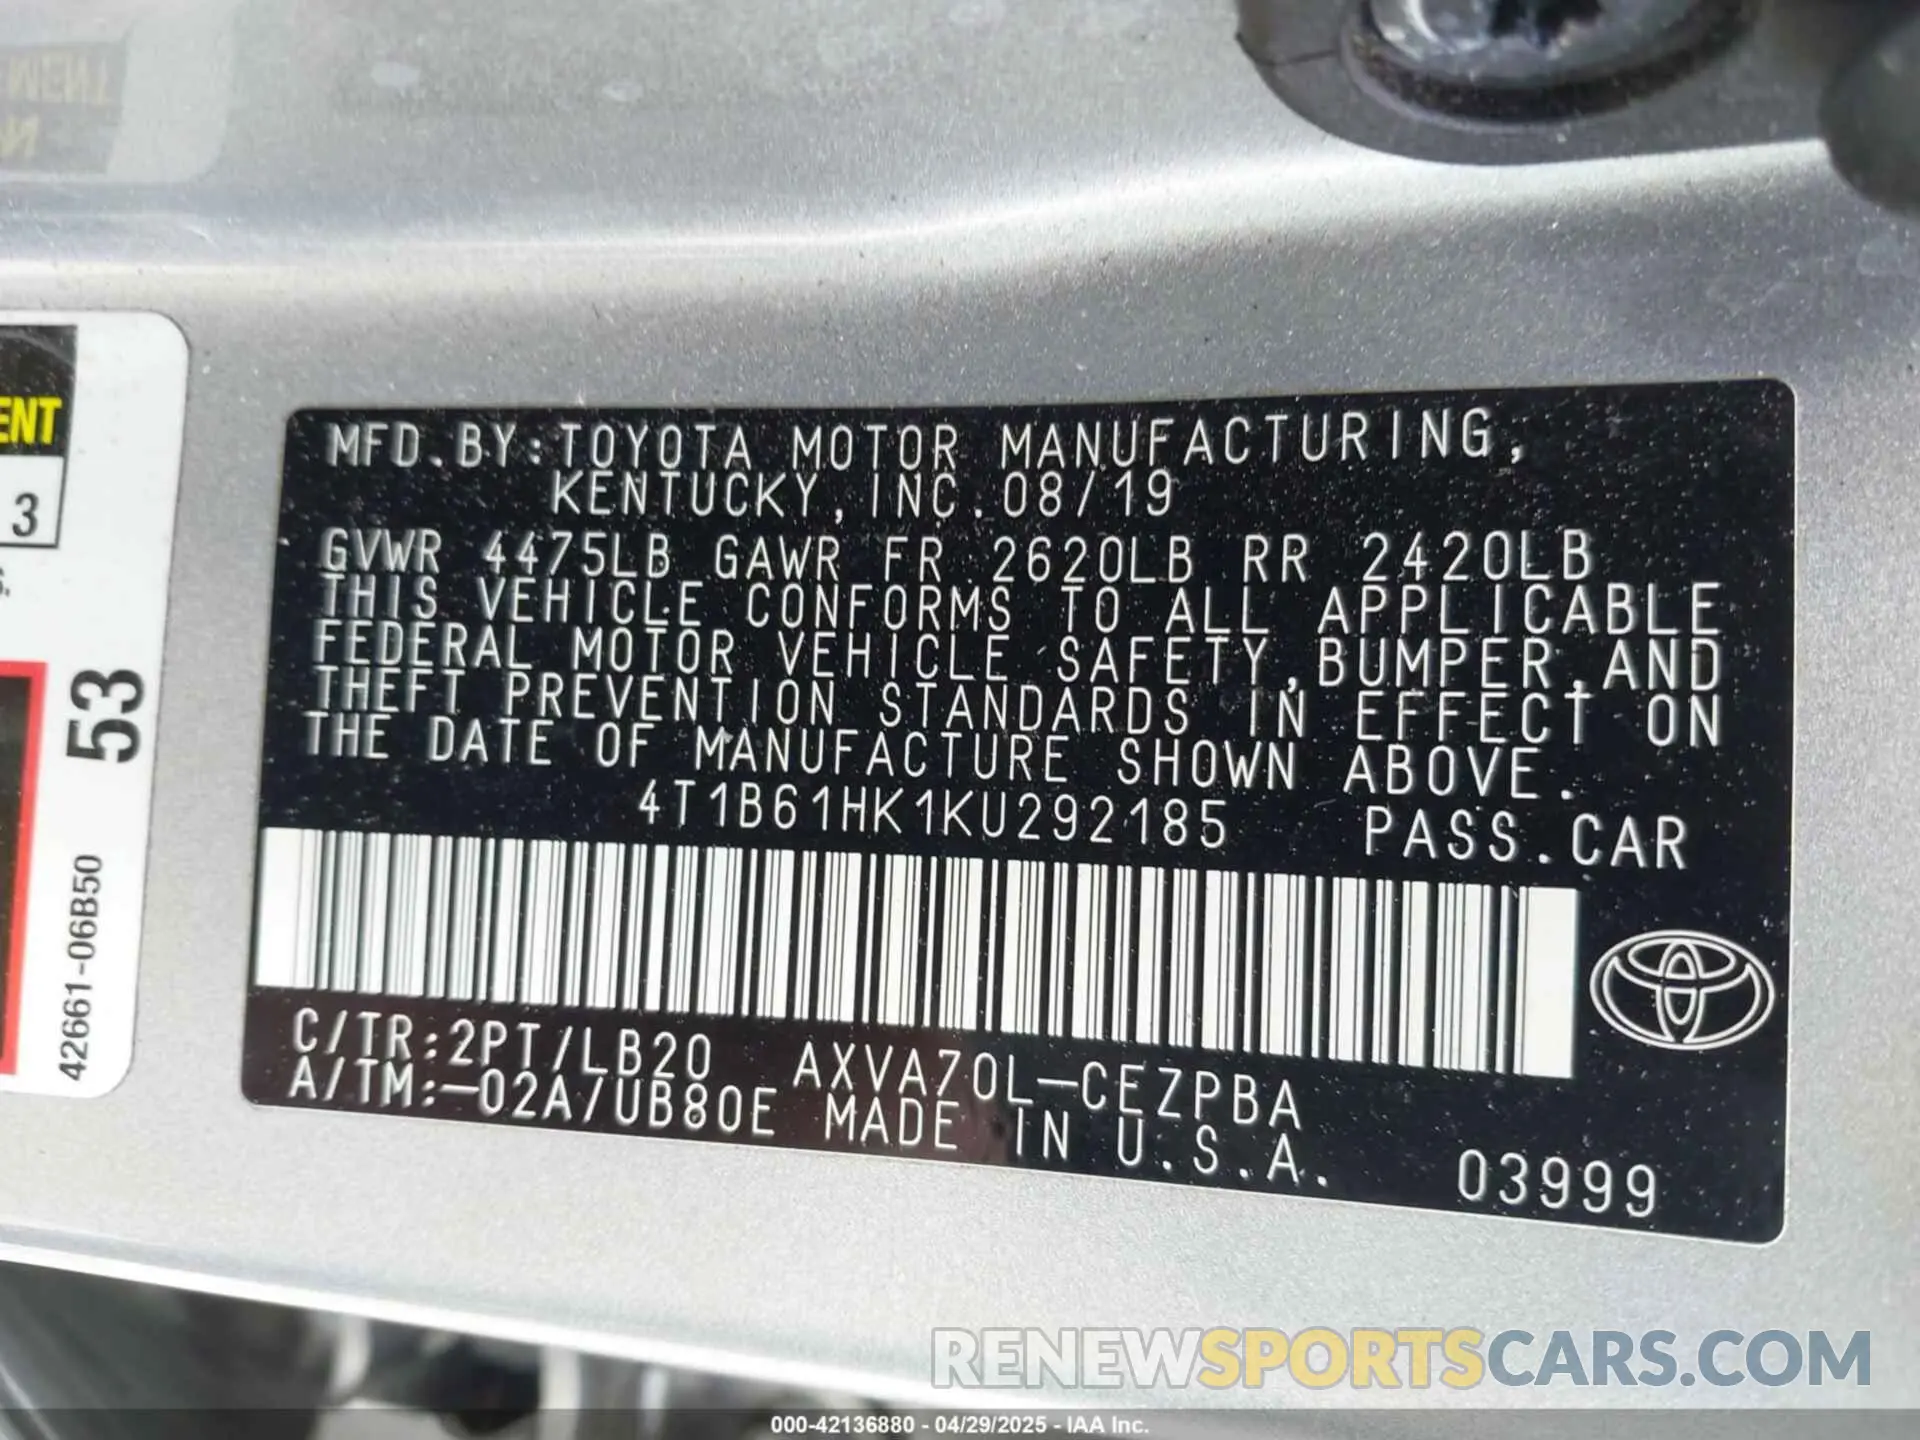 MENT
ENT
3
S.
53
42661-06B50
MFD.BY:TOYOTA MOTOR MANUFACTURING,
KENTUCKY,INC.08/19
GVWR 4475LB GAWR FR 2620LB RR 2420LB
THIS VEHICLE CONFORMS TO ALL APPLICABLE
FEDERAL MOTOR VEHICLE SAFETY,BUMPER,AND
THEFT PREVENTION STANDARDS IN EFFECT ON
THE DATE OF MANUFACTURE SHOWN ABOVE.
4T1B61HK1KU292185 PASS.CAR
C/TR:2PT/LB20 AXVA70L-CEZPBA
A/TM:-02A/UB80E MADE IN U.S.A. 03999
RENEWSPORTSCARS.COM
000-42136880 - 04/29/2025 - IAA Inc.